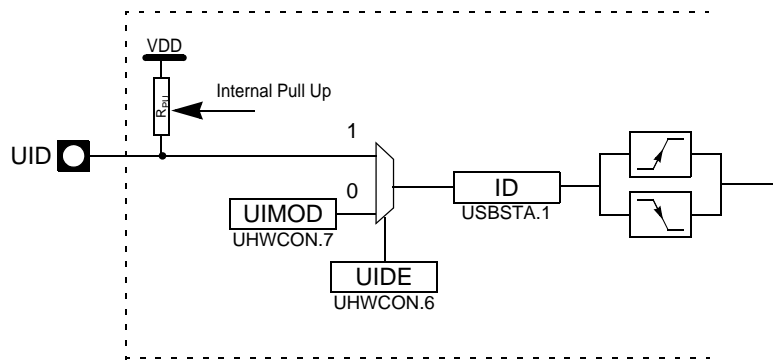 VDD
Internal Pull Up
RPU
1
UID
0
ID
UIMOD
USBSTA.1
UHWCON.7
UIDE
UHWCON.6